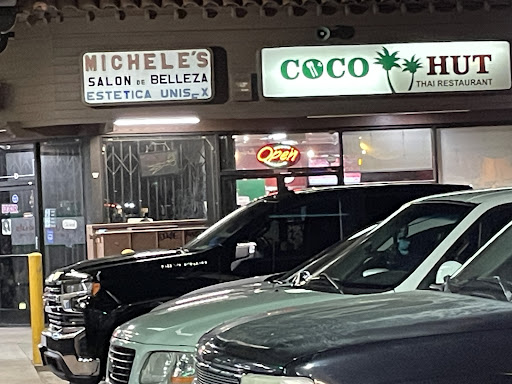 MICHELE'S
SALON DE BELLEZA
ESTETICA UNISEX
COCO HUT
THAI RESTAURANT
Open